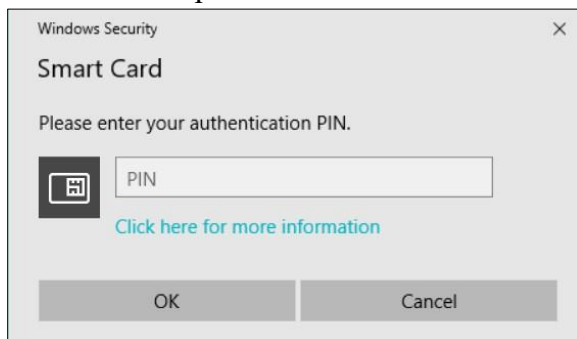 Windows Security
Smart Card
Please enter your authentication PIN.
PIN
Click here for more information
OK Cancel